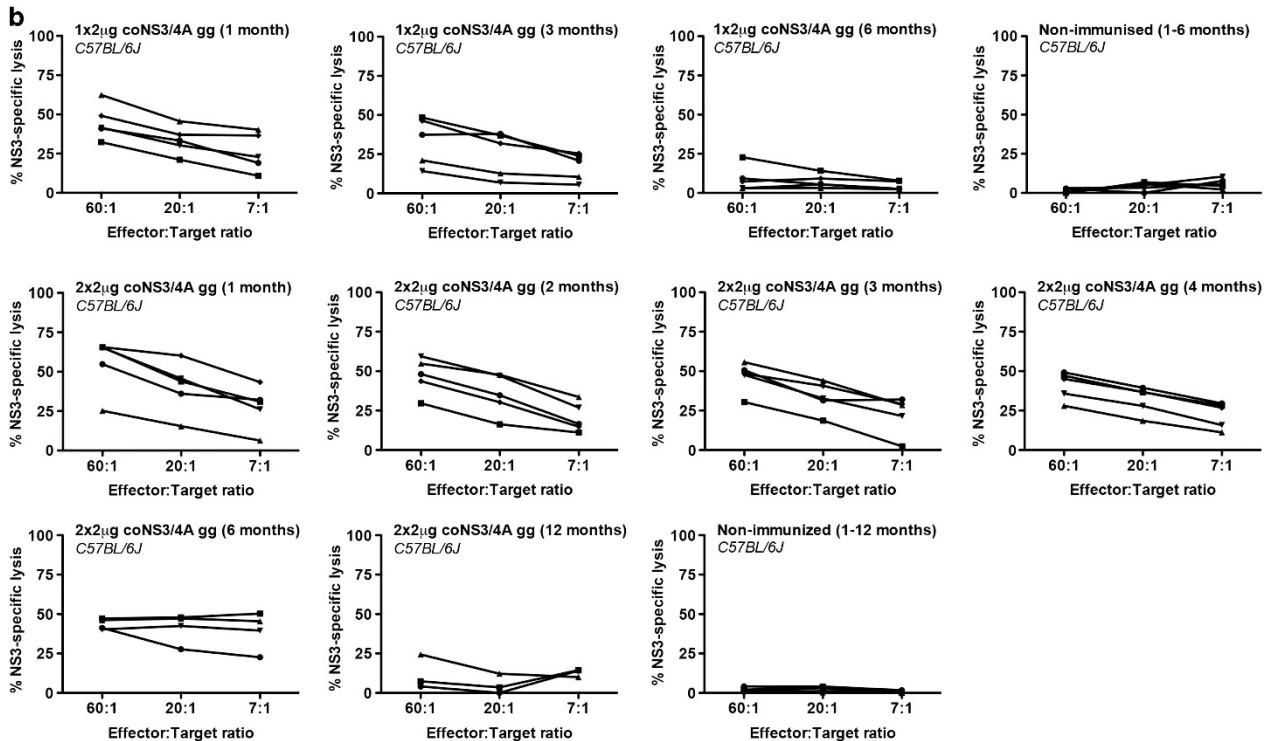 b
1x2µg coNS3/4A gg (1 month)
C57BL/6J
100
75
50
25
0
% NS3-specific lysis
60:1 20:1 7:1
Effector:Target ratio
1x2µg coNS3/4A gg (3 months)
C57BL/6J
100
75
50
25
0
% NS3-specific lysis
60:1 20:1 7:1
Effector:Target ratio
1x2µg coNS3/4A gg (6 months)
C57BL/6J
100
75
50
25
0
% NS3-specific lysis
60:1 20:1 7:1
Effector:Target ratio
Non-immunised (1-6 months)
C57BL/6J
100
75
50
25
0
% NS3-specific lysis
60:1 20:1 7:1
Effector:Target ratio
2x2µg coNS3/4A gg (1 month)
C57BL/6J
100
75
50
25
0
% NS3-specific lysis
60:1 20:1 7:1
Effector:Target ratio
2x2µg coNS3/4A gg (2 months)
C57BL/6J
100
75
50
25
0
% NS3-specific lysis
60:1 20:1 7:1
Effector:Target ratio
2x2µg coNS3/4A gg (3 months)
C57BL/6J
100
75
50
25
0
% NS3-specific lysis
60:1 20:1 7:1
Effector:Target ratio
2x2µg coNS3/4A gg (4 months)
C57BL/6J
100
75
50
25
0
% NS3-specific lysis
60:1 20:1 7:1
Effector:Target ratio
2x2µg coNS3/4A gg (6 months)
C57BL/6J
100
75
50
25
0
% NS3-specific lysis
60:1 20:1 7:1
Effector:Target ratio
2x2µg coNS3/4A gg (12 months)
C57BL/6J
100
75
50
25
0
% NS3-specific lysis
60:1 20:1 7:1
Effector:Target ratio
Non-immunized (1-12 months)
C57BL/6J
100
75
50
25
0
% NS3-specific lysis
60:1 20:1 7:1
Effector:Target ratio